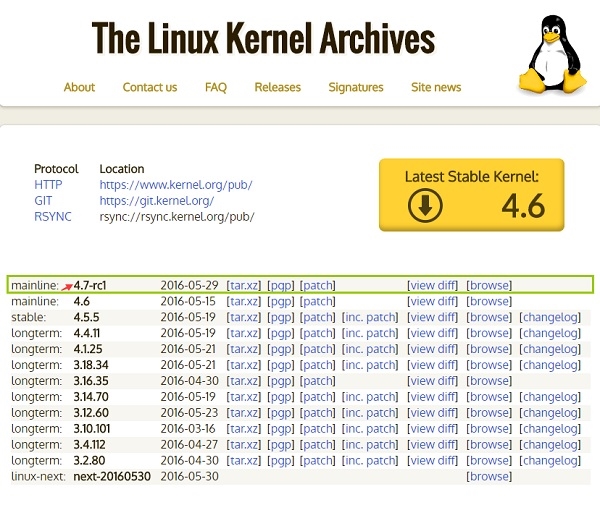 The Linux Kernel Archives
About Contact us FAQ Releases Signatures Site news
Protocol Location
HTTP https://www.kernel.org/pub/
GIT https://git.kernel.org/
RSYNC rsync://rsync.kernel.org/pub/
Latest Stable Kernel:
4.6
mainline: 4.7-rc1 2016-05-29 [tar.xz] [pgp] [patch] [view diff] [browse]
mainline: 4.6 2016-05-15 [tar.xz] [pgp] [patch] [view diff] [browse]
stable: 4.5.5 2016-05-19 [tar.xz] [pgp] [patch] [inc. patch] [view diff] [browse] [changelog]
longterm: 4.4.11 2016-05-19 [tar.xz] [pgp] [patch] [inc. patch] [view diff] [browse] [changelog]
longterm: 4.1.25 2016-05-21 [tar.xz] [pgp] [patch] [inc. patch] [view diff] [browse] [changelog]
longterm: 3.18.34 2016-05-21 [tar.xz] [pgp] [patch] [inc. patch] [view diff] [browse] [changelog]
longterm: 3.16.35 2016-04-30 [tar.xz] [pgp] [patch] [view diff] [browse]
longterm: 3.14.70 2016-05-19 [tar.xz] [pgp] [patch] [inc. patch] [view diff] [browse] [changelog]
longterm: 3.12.60 2016-05-23 [tar.xz] [pgp] [patch] [inc. patch] [view diff] [browse] [changelog]
longterm: 3.10.101 2016-03-16 [tar.xz] [pgp] [patch] [inc. patch] [view diff] [browse] [changelog]
longterm: 3.4.112 2016-04-27 [tar.xz] [pgp] [patch] [inc. patch] [view diff] [browse] [changelog]
longterm: 3.2.80 2016-04-30 [tar.xz] [pgp] [patch] [inc. patch] [view diff] [browse] [changelog]
linux-next: next-20160530 2016-05-30 [browse]